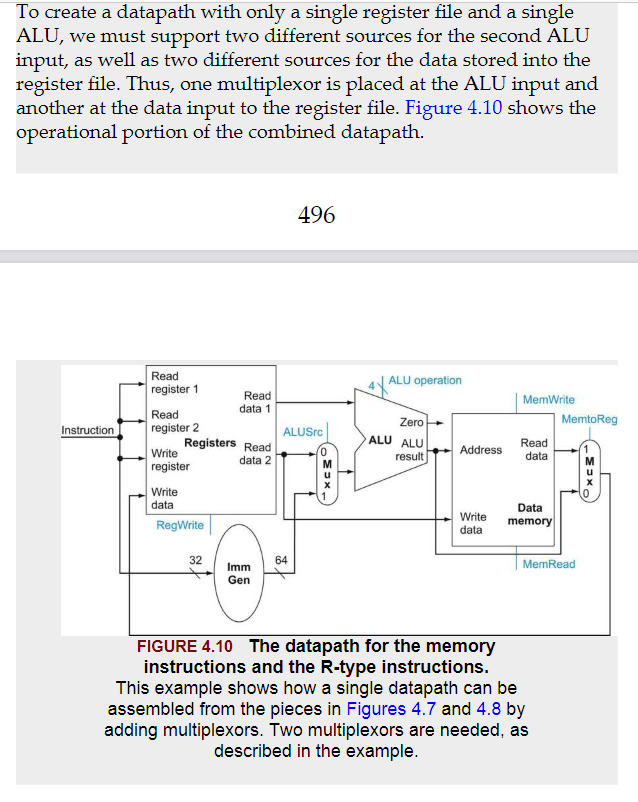 To create a datapath with only a single register file and a single
ALU, we must support two different sources for the second ALU
input, as well as two different sources for the data stored into the
register file. Thus, one multiplexor is placed at the ALU input and
another at the data input to the register file. Figure 4.10 shows the
operational portion of the combined datapath.
496
Instruction
Read
register 1
Read
register 2
Write
register
Write
data
Registers
Read
data 1
Read
data 2
RegWrite
32
Imm
Gen
64
ALUSrc
0
M
u
x
1
4
ALU operation
Zero
ALU
ALU
result
Address
Write
data
Read
data
Data
memory
MemWrite
MemRead
MemtoReg
1
M
u
x
0
FIGURE 4.10 The datapath for the memory
instructions and the R-type instructions.
This example shows how a single datapath can be
assembled from the pieces in Figures 4.7 and 4.8 by
adding multiplexors. Two multiplexors are needed, as
described in the example.